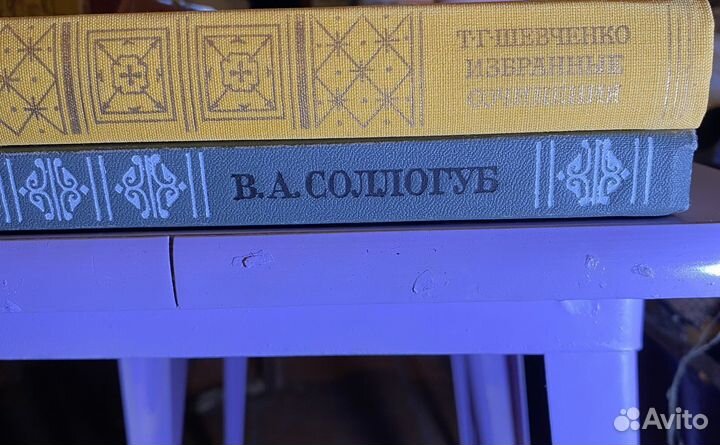 Т·Г·ШЕВЧЕНКО
ИЗБРАННЫЕ
СОЧИНЕНИЯ
В. А. СОЛЛОГУБ
Avito